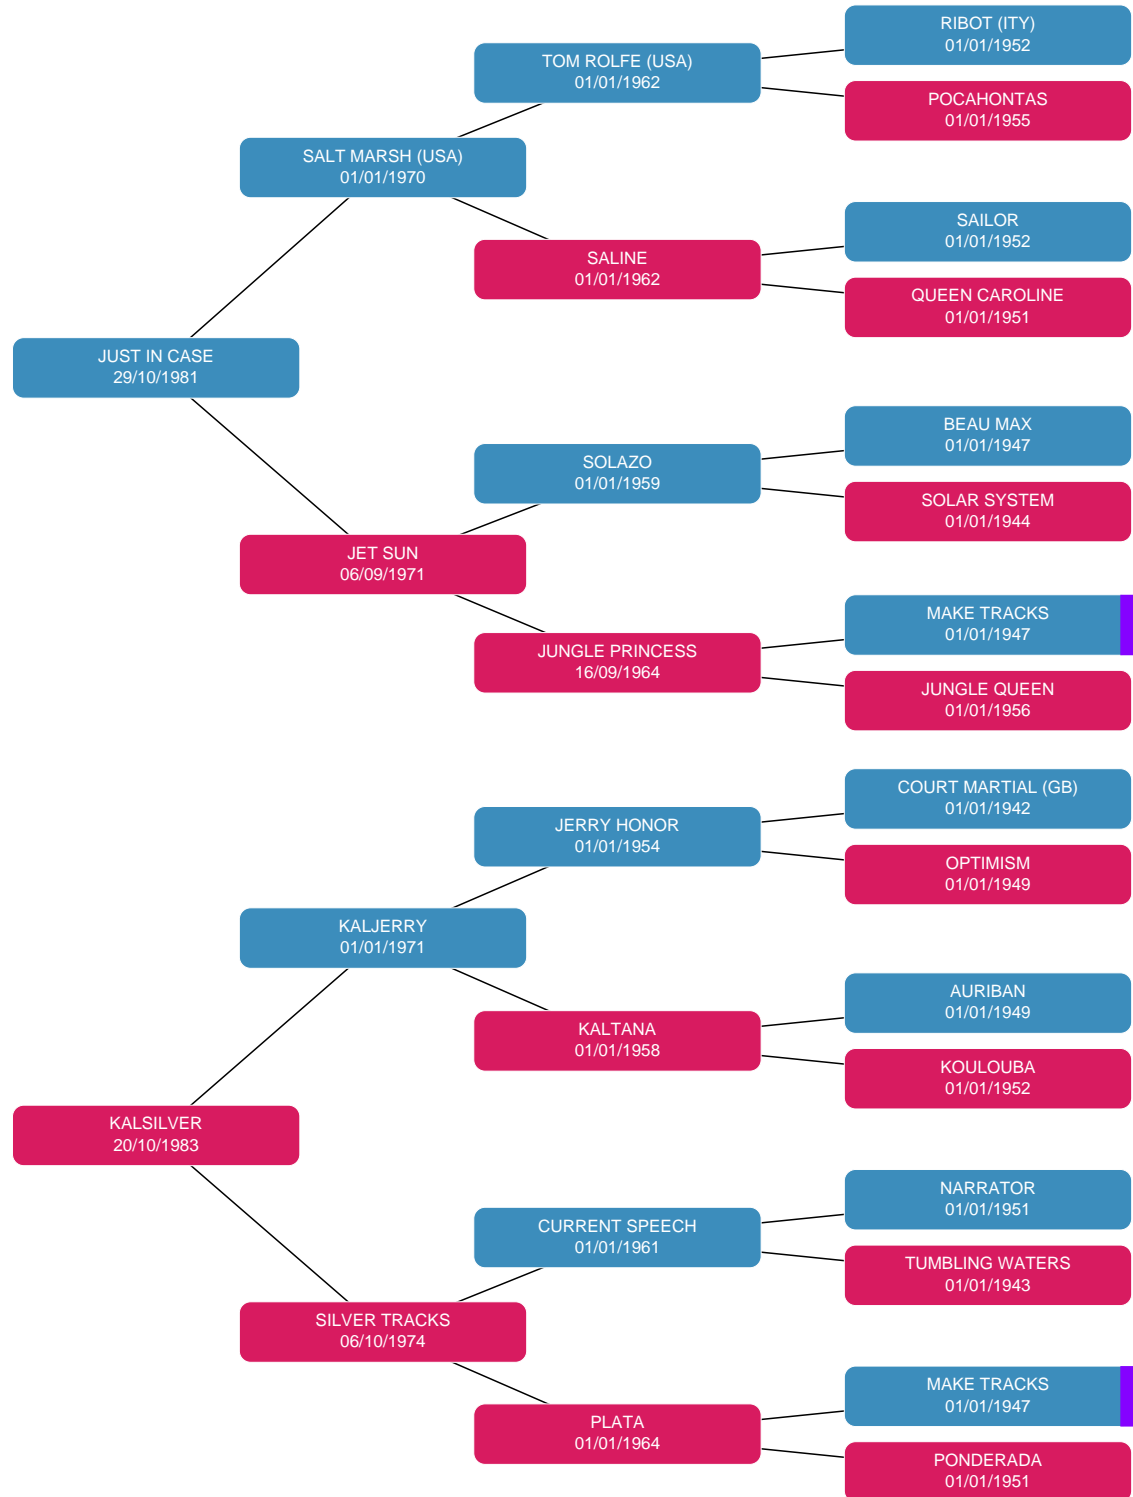 RIBOT (ITY)
01/01/1952
TOM ROLFE (USA)
01/01/1962
POCAHONTAS
01/01/1955
SALT MARSH (USA)
01/01/1970
SAILOR
01/01/1952
SALINE
01/01/1962
QUEEN CAROLINE
01/01/1951
JUST IN CASE
29/10/1981
BEAU MAX
01/01/1947
SOLAZO
01/01/1959
SOLAR SYSTEM
01/01/1944
JET SUN
06/09/1971
MAKE TRACKS
01/01/1947
JUNGLE PRINCESS
16/09/1964
JUNGLE QUEEN
01/01/1956
COURT MARTIAL (GB)
01/01/1942
JERRY HONOR
01/01/1954
OPTIMISM
01/01/1949
KALJERRY
01/01/1971
AURIBAN
01/01/1949
KALTANA
01/01/1958
KOULOUBA
01/01/1952
KALSILVER
20/10/1983
NARRATOR
01/01/1951
CURRENT SPEECH
01/01/1961
TUMBLING WATERS
01/01/1943
SILVER TRACKS
06/10/1974
MAKE TRACKS
01/01/1947
PLATA
01/01/1964
PONDERADA
01/01/1951